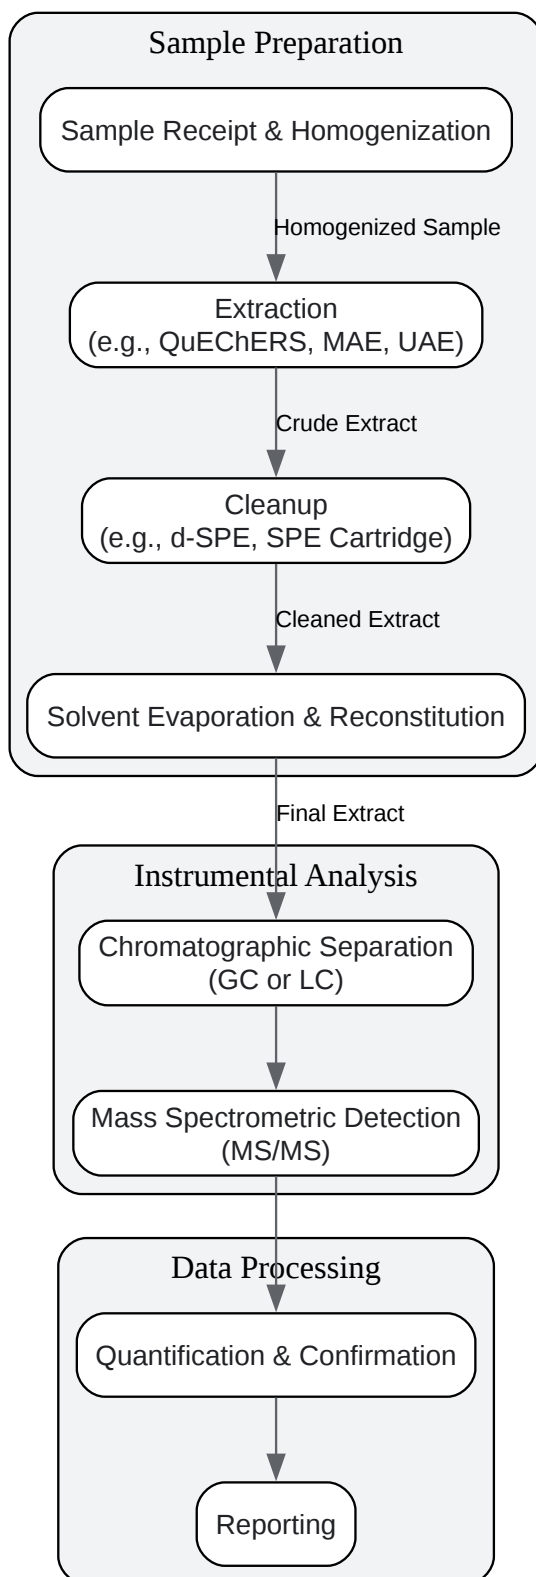 Sample Preparation
Sample Receipt & Homogenization
Homogenized Sample
Extraction
(e.g., QuEChERS, MAE, UAE)
Crude Extract
Cleanup
(e.g., d-SPE, SPE Cartridge)
Cleaned Extract
Solvent Evaporation & Reconstitution
Final Extract
Instrumental Analysis
Chromatographic Separation
(GC or LC)
Mass Spectrometric Detection
(MS/MS)
Data Processing
Quantification & Confirmation
Reporting